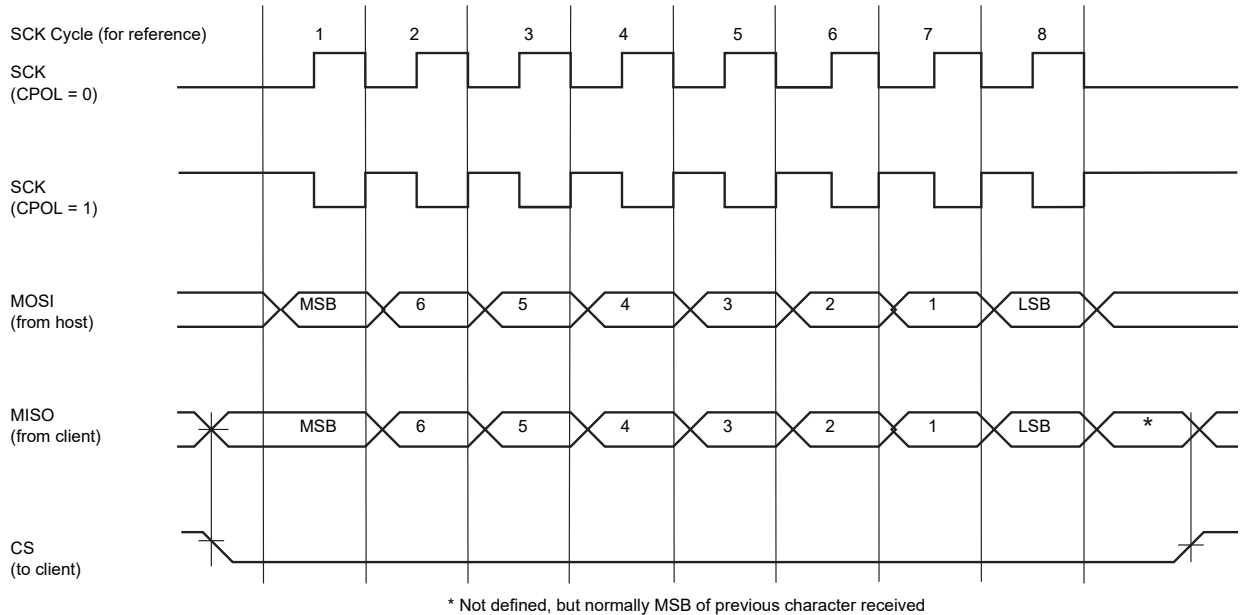 SCK Cycle (for reference) 1 2 3 4 5 6 7 8
SCK
(CPOL = 0)
SCK
(CPOL = 1)
MOSI
(from host)
MSB 6 5 4 3 2 1 LSB
MISO
(from client)
MSB 6 5 4 3 2 1 LSB *
CS
(to client)
* Not defined, but normally MSB of previous character received